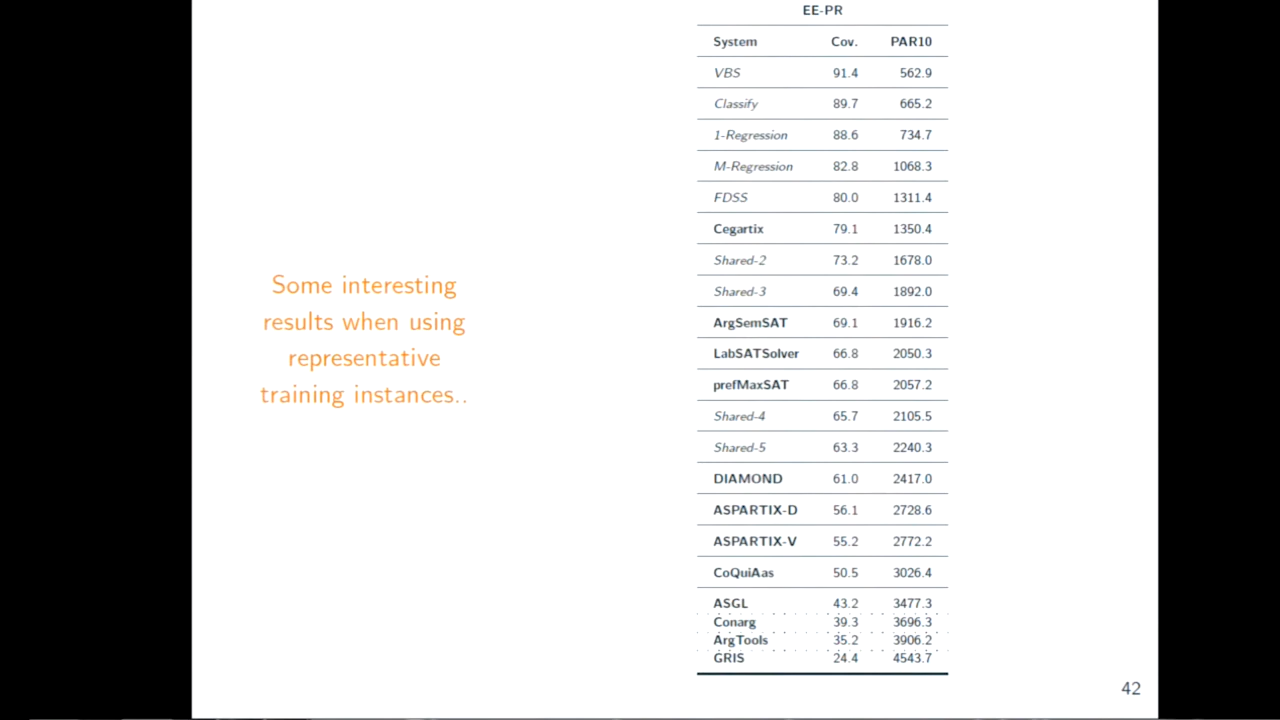 Some interesting
results when using
representative
training instances..
EE-PR
System Cov. PAR10
VBS 91.4 562.9
Classify 89.7 665.2
1-Regression 88.6 734.7
M-Regression 82.8 1068.3
FDSS 80.0 1311.4
Cegartix 79.1 1350.4
Shared-2 73.2 1678.0
Shared-3 69.4 1892.0
ArgSemSAT 69.1 1916.2
LabSATSolver 66.8 2050.3
prefMaxSAT 66.8 2057.2
Shared-4 65.7 2105.5
Shared-5 63.3 2240.3
DIAMOND 61.0 2417.0
ASPARTIX-D 56.1 2728.6
ASPARTIX-V 55.2 2772.2
CoQuiAas 50.5 3026.4
ASGL 43.2 3477.3
Conarg 39.3 3696.3
ArgTools 35.2 3906.2
GRIS 24.4 4543.7
42